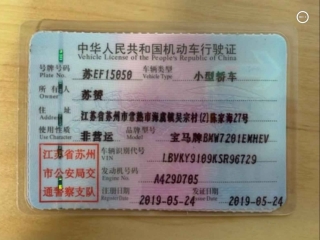 中华人民共和国机动车行驶证
Vehicle License of the People's Republic of China
号牌号码 苏EF15050 车辆类型 小型轿车
Plate No. Vehicle Type
所有人 苏赞
Owner
住址 江苏省苏州市常熟市海虞镇吴宗村(2)陈家海27号
Address
使用性质 非营运 品牌型号 宝马牌BMW7201EMHEV
Use Character Model
江苏省苏州
市公安局交
通警察支队
车辆识别代号 LBVKY9109KSR96729
VIN
发动机号码 A429D705
Engine No.
注册日期 2019-05-24 发证日期 2019-05-24
Register Date Issue Date